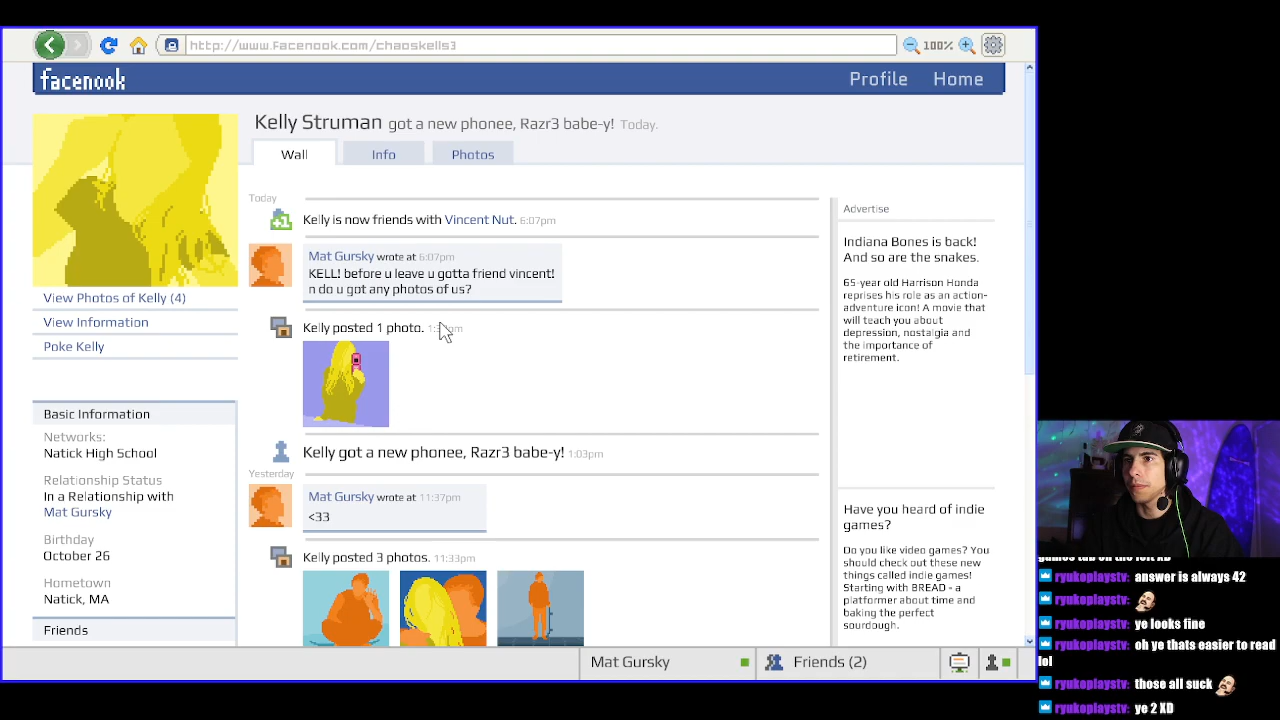 http://www.facenook.com/chaoskells3
100%
facenook
Profile Home
Kelly Struman got a new phonee, Razr3 babe-y! Today.
Wall Info Photos
Today
Kelly is now friends with Vincent Nut. 6:07pm
Mat Gursky wrote at 6:07pm
KELL! before u leave u gotta friend vincent!
n do u got any photos of us?
Kelly posted 1 photo.
Kelly got a new phonee, Razr3 babe-y! 1:03pm
Yesterday
Mat Gursky wrote at 11:37pm
<33
Kelly posted 3 photos. 11:33pm
View Photos of Kelly (4)
View Information
Poke Kelly
Basic Information
Networks:
Natick High School
Relationship Status
In a Relationship with
Mat Gursky
Birthday
October 26
Hometown
Natick, MA
Friends
Advertise
Indiana Bones is back!
And so are the snakes.
65-year old Harrison Honda
reprises his role as an action-
adventure icon! A movie that
will teach you about
depression, nostalgia and
the importance of
retirement.
Have you heard of indie
games?
Do you like video games? You
should check out these new
things called indie games!
Starting with BREAD - a
platformer about time and
baking the perfect
sourdough.
Mat Gursky
Friends (2)
games tab on the left XD
ryukoplaystv: answer is always 42
ryukoplaystv:
ryukoplaystv: ye looks fine
ryukoplaystv: oh ye thats easier to read
lol
ryukoplaystv: those all suck
ryukoplaystv: ye 2 XD